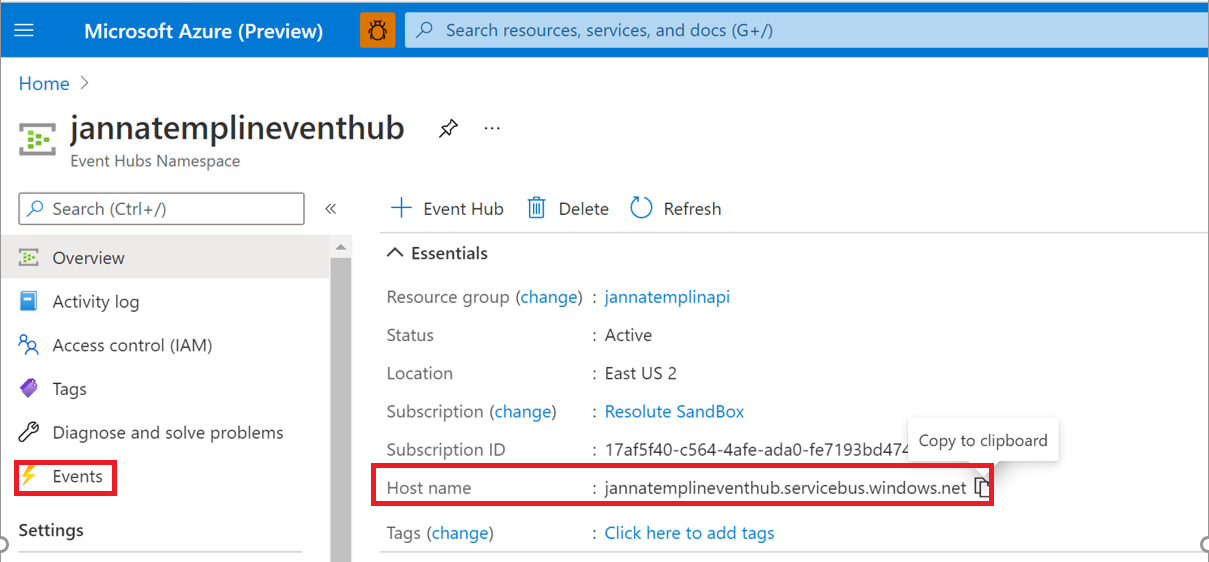 Microsoft Azure (Preview)
Search resources, services, and docs (G+/)
Home
jannatemplineventhub
Event Hubs Namespace
Search (Ctrl+/)
«
Event Hub
Delete
Refresh
Overview
Activity log
Access control (IAM)
Tags
Diagnose and solve problems
Events
Settings
Essentials
Resource group (change) : jannatemplinapi
Status : Active
Location : East US 2
Subscription (change) : Resolute SandBox
Subscription ID : 17af5f40-c564-4afe-ada0-fe7193bd474
Copy to clipboard
Host name : jannatemplineventhub.servicebus.windows.net
Tags (change) : Click here to add tags